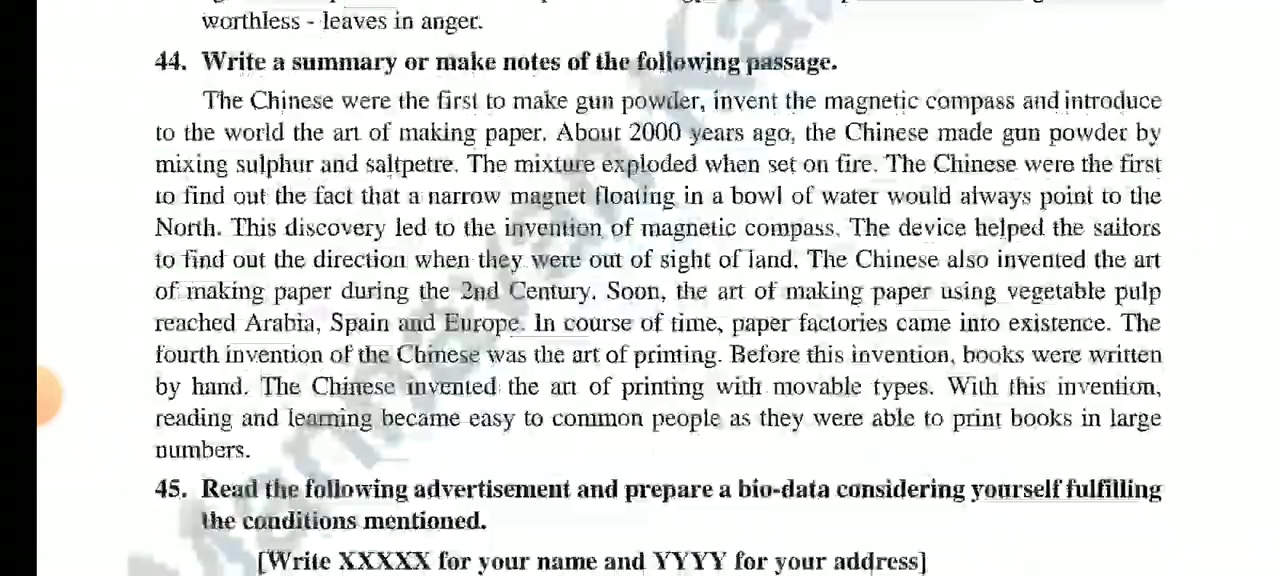 worthless - leaves in anger.
44. Write a summary or make notes of the following passage.
The Chinese were the first to make gun powder, invent the magnetic compass and introduce
to the world the art of making paper. About 2000 years ago, the Chinese made gun powder by
mixing sulphur and saltpetre. The mixture exploded when set on fire. The Chinese were the first
to find out the fact that a narrow magnet floating in a bowl of water would always point to the
North. This discovery led to the invention of magnetic compass. The device helped the sailors
to find out the direction when they were out of sight of land. The Chinese also invented the art
of making paper during the 2nd Century. Soon, the art of making paper using vegetable pulp
reached Arabia, Spain and Europe. In course of time, paper factories came into existence. The
fourth invention of the Chinese was the art of printing. Before this invention, books were written
by hand. The Chinese invented the art of printing with movable types. With this invention,
reading and learning became easy to common people as they were able to print books in large
numbers.
45. Read the following advertisement and prepare a bio-data considering yourself fulfilling
the conditions mentioned.
[Write XXXXX for your name and YYYY for your address]